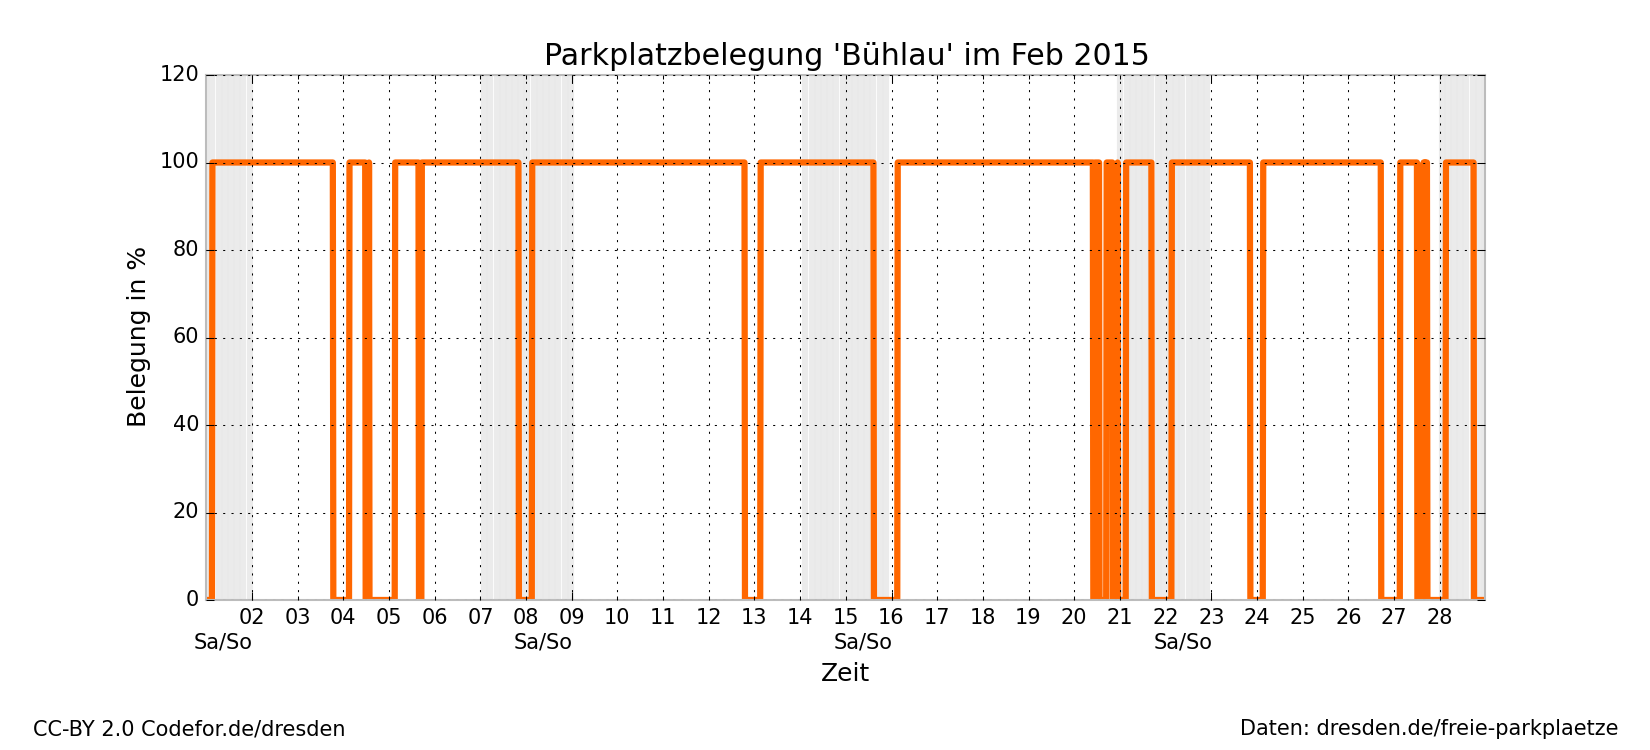 Parkplatzbelegung 'Bühlau' im Feb 2015
120
100
80
60
40
20
0
Belegung in %
02 03 04 05 06 07 08 09 10 11 12 13 14 15 16 17 18 19 20 21 22 23 24 25 26 27 28
Sa/So Sa/So Sa/So Sa/So
Zeit
CC-BY 2.0 Codefor.de/dresden
Daten: dresden.de/freie-parkplaetze